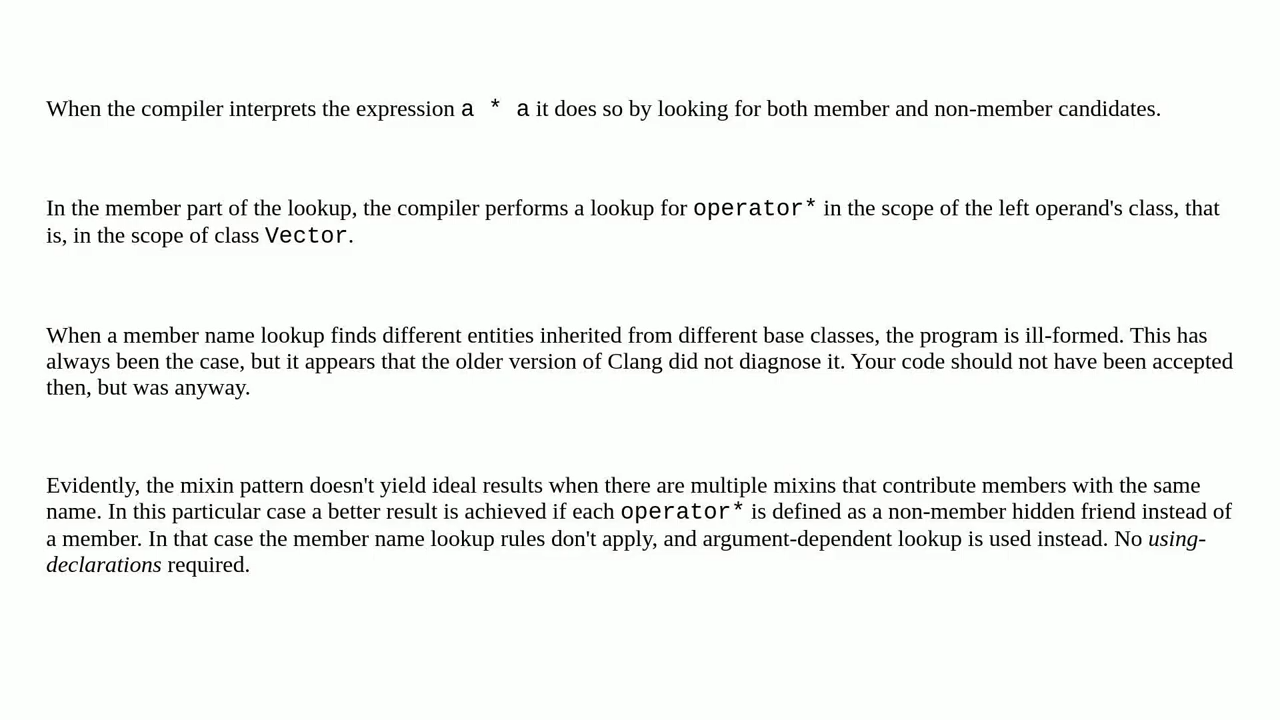 When the compiler interprets the expression a * a it does so by looking for both member and non-member candidates.
In the member part of the lookup, the compiler performs a lookup for operator* in the scope of the left operand's class, that
is, in the scope of class Vector.
When a member name lookup finds different entities inherited from different base classes, the program is ill-formed. This has
always been the case, but it appears that the older version of Clang did not diagnose it. Your code should not have been accepted
then, but was anyway.
Evidently, the mixin pattern doesn't yield ideal results when there are multiple mixins that contribute members with the same
name. In this particular case a better result is achieved if each operator* is defined as a non-member hidden friend instead of
a member. In that case the member name lookup rules don't apply, and argument-dependent lookup is used instead. No using-
declarations required.